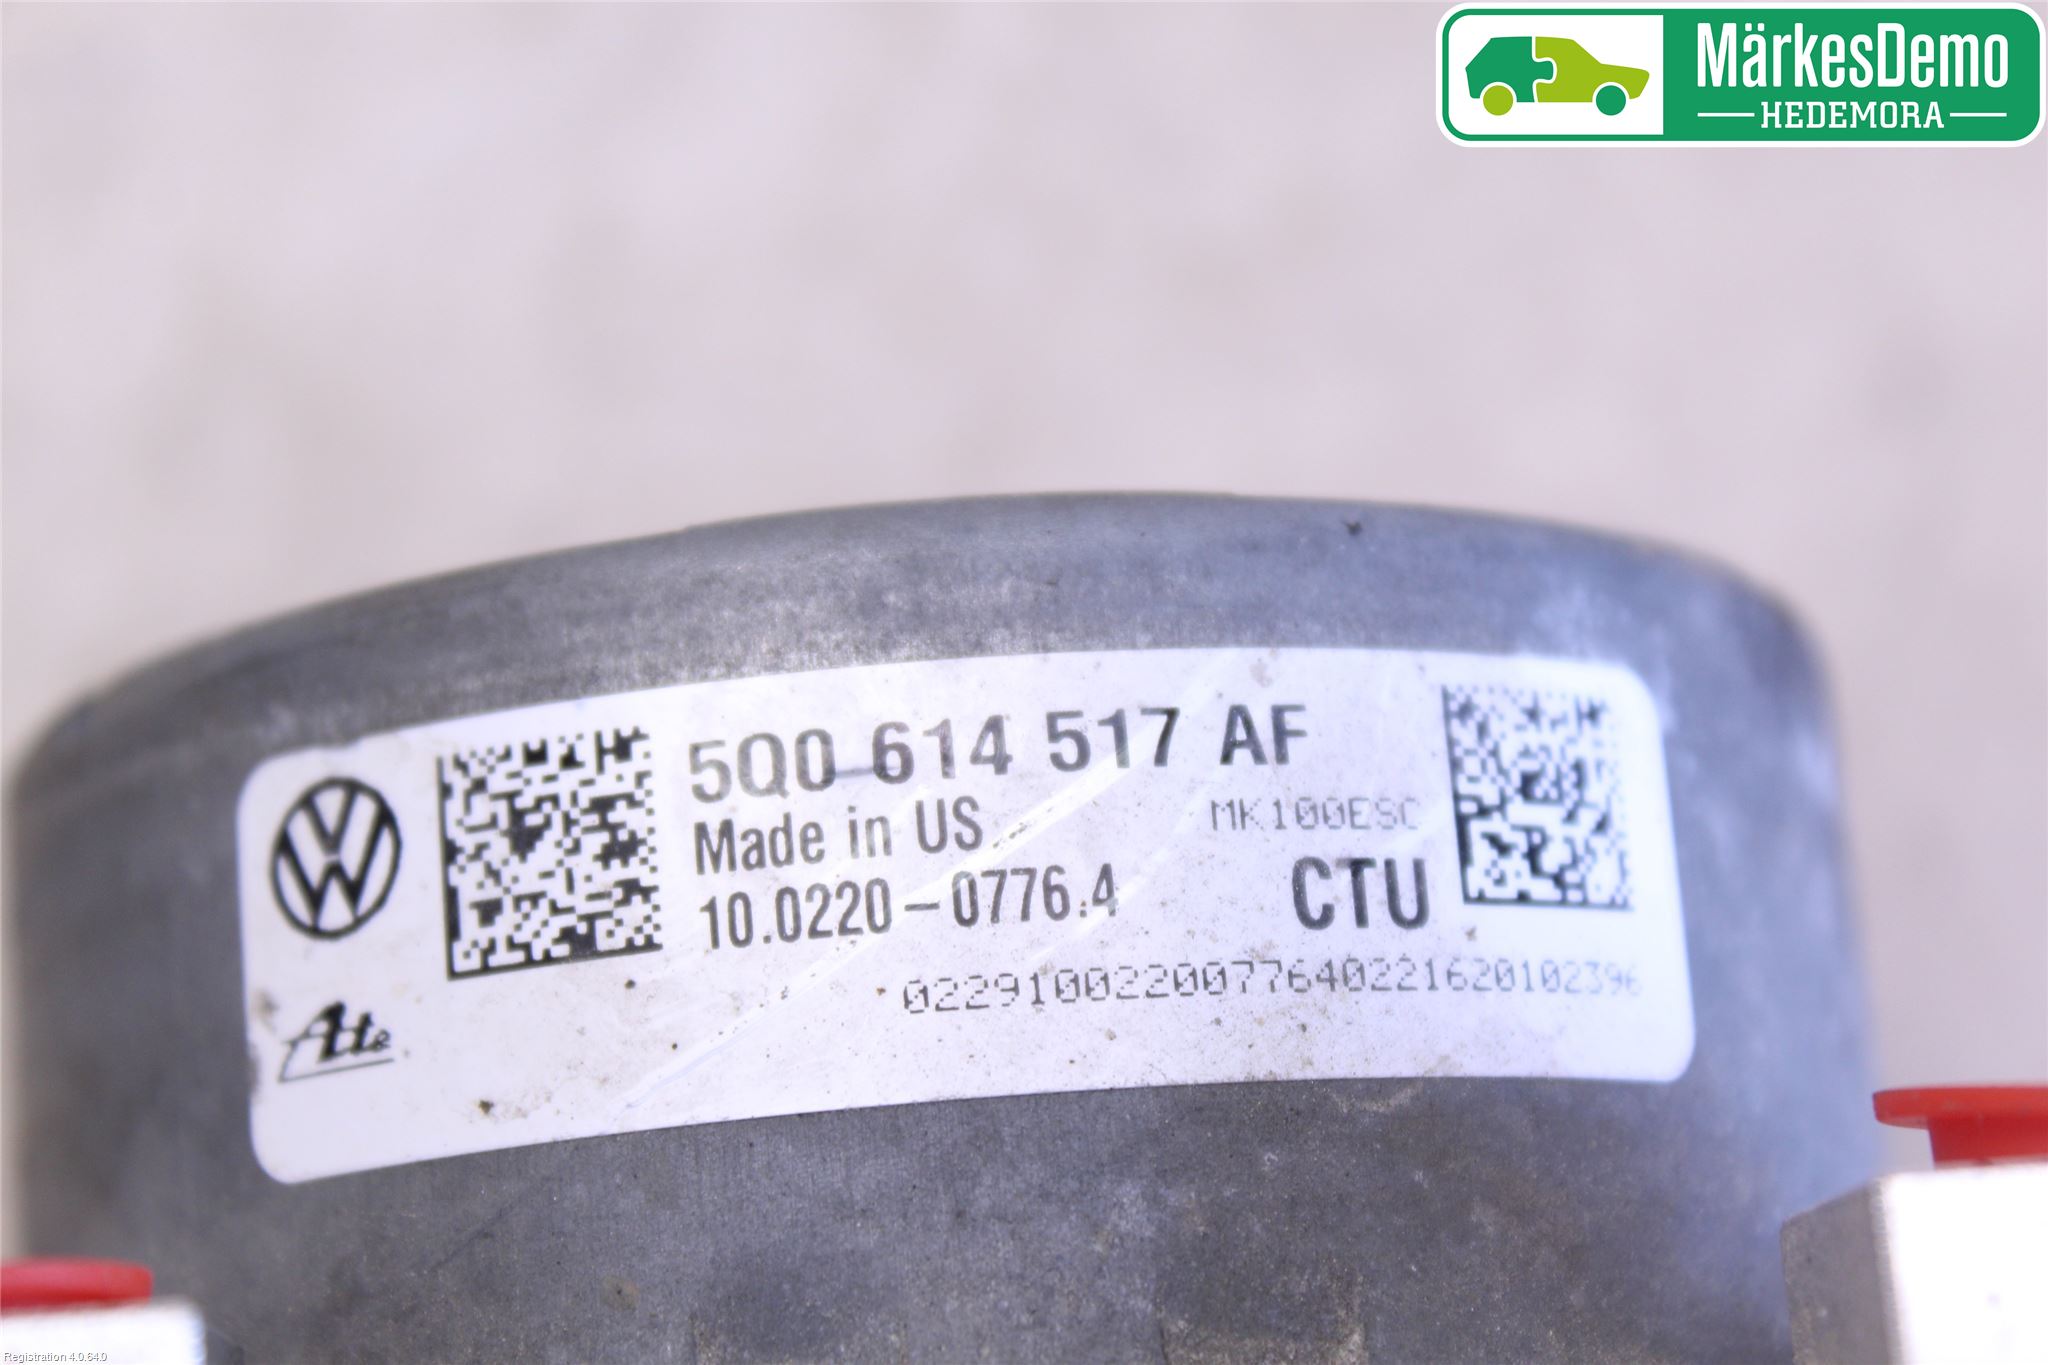 MärkesDemo
HEDEMORA
5Q0 614 517 AF
Made in US
MK100ESC
10.0220-0776.4
CTU
0229100220077640221620102396
Ate
Registration 4.0.64.0